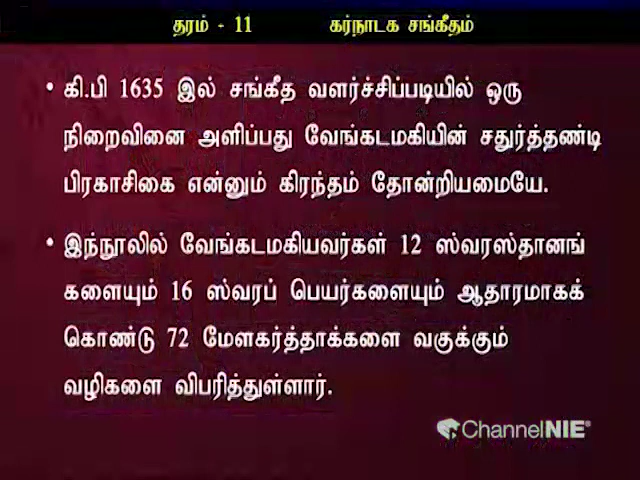 தரம் - 11 கர்நாடக சங்கீதம்
• கி.பி 1635 இல் சங்கீத வளர்ச்சிப்படியில் ஒரு
நிறைவினை அளிப்பது வேங்கடமகியின் சதுர்த்தண்டி
பிரகாசிகை என்னும் கிரந்தம் தோன்றியமையே.
• இந்நூலில் வேங்கடமகியவர்கள் 12 ஸ்வரஸ்தானங்
களையும் 16 ஸ்வரப் பெயர்களையும் ஆதாரமாகக்
கொண்டு 72 மேளகர்த்தாக்களை வகுக்கும்
வழிகளை விபரித்துள்ளார்.
ChannelNIE®